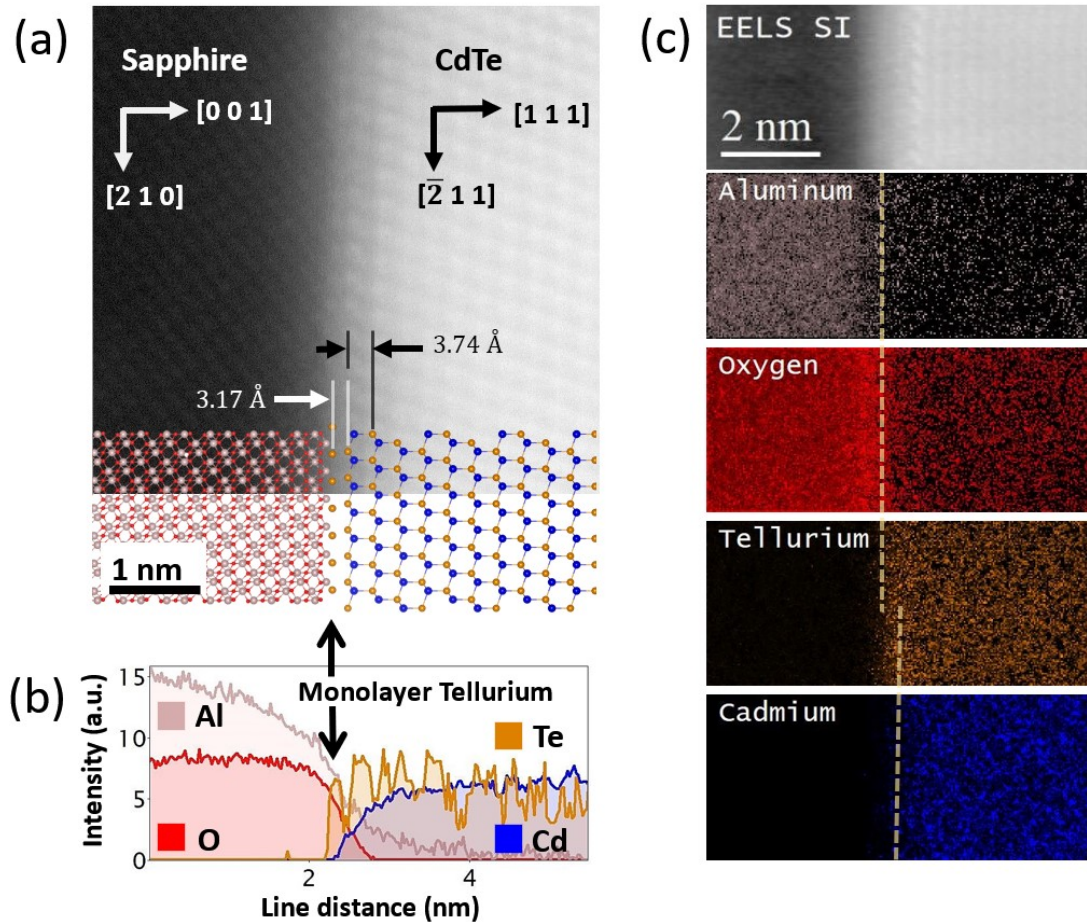 (a)
Sapphire
[0 0 1]
[2 1 0]
CdTe
[1 1 1]
[2̅ 1 1]
3.74 Å
3.17 Å
1 nm
(b)
Monolayer Tellurium
Al
O
Te
Cd
15
10
5
0
2
4
Intensity (a.u.)
Line distance (nm)
(c)
EELS SI
2 nm
Aluminum
Oxygen
Tellurium
Cadmium